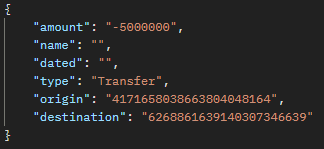 {
    "amount": "-5000000",
    "name": "",
    "dated": "",
    "type": "Transfer",
    "origin": "4171658038663804048164",
    "destination": "6268861639140307346639"
}